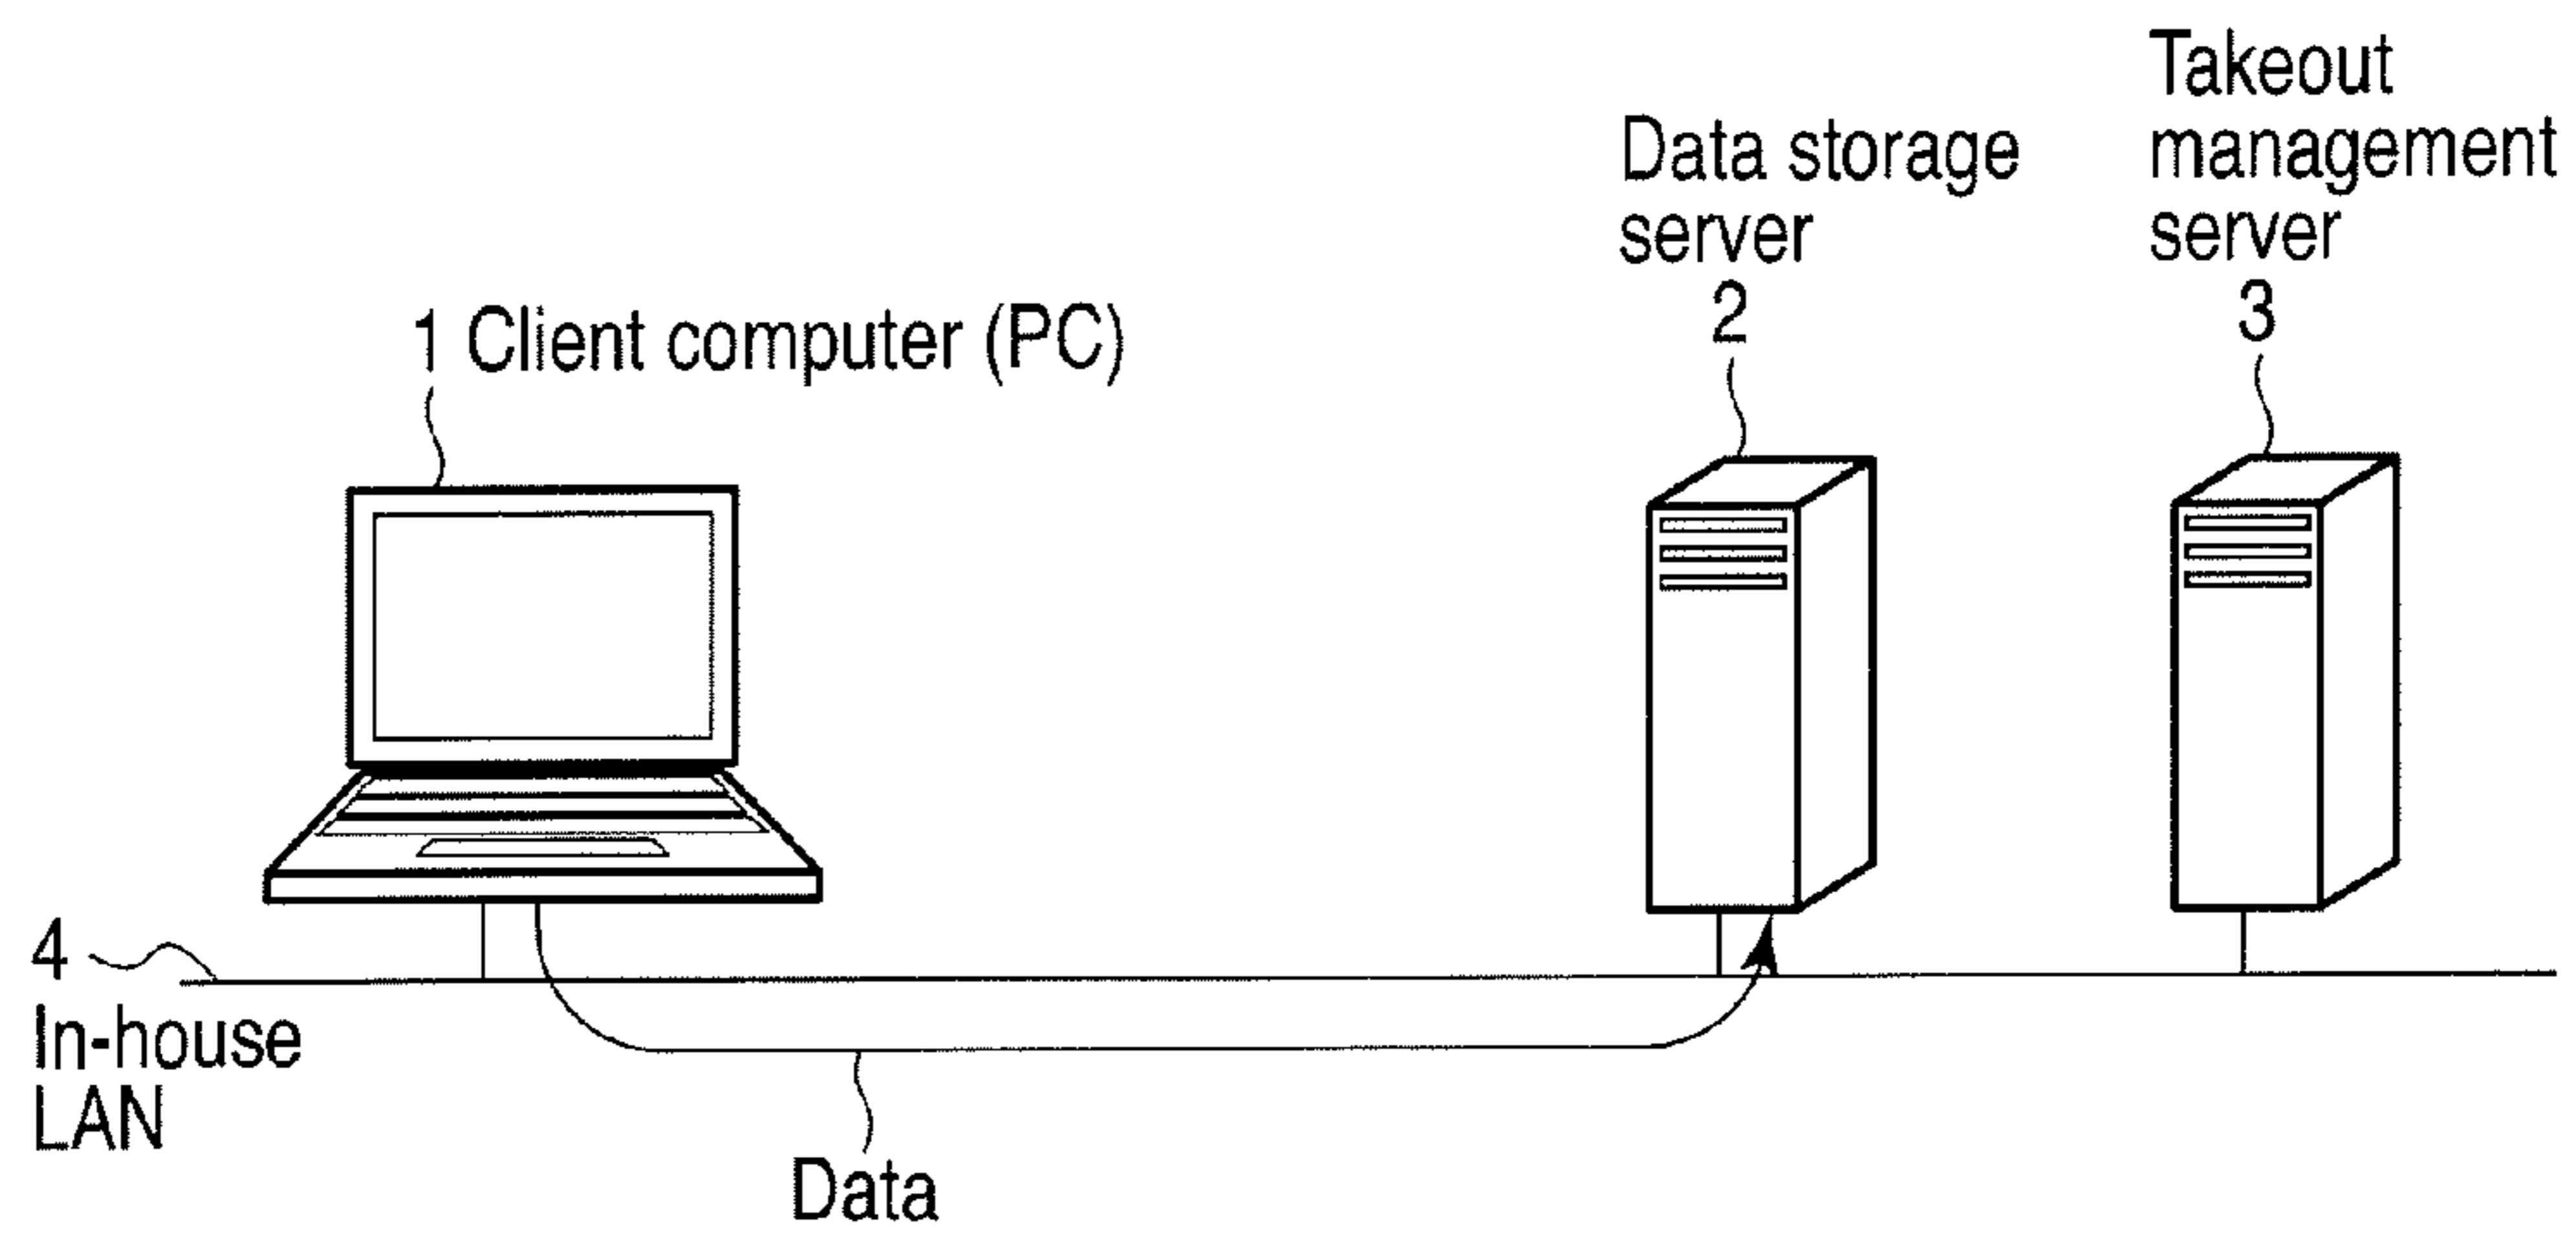 Takeout
management
server
3
Data storage
server
2
1 Client computer (PC)
4
In-house
LAN
Data